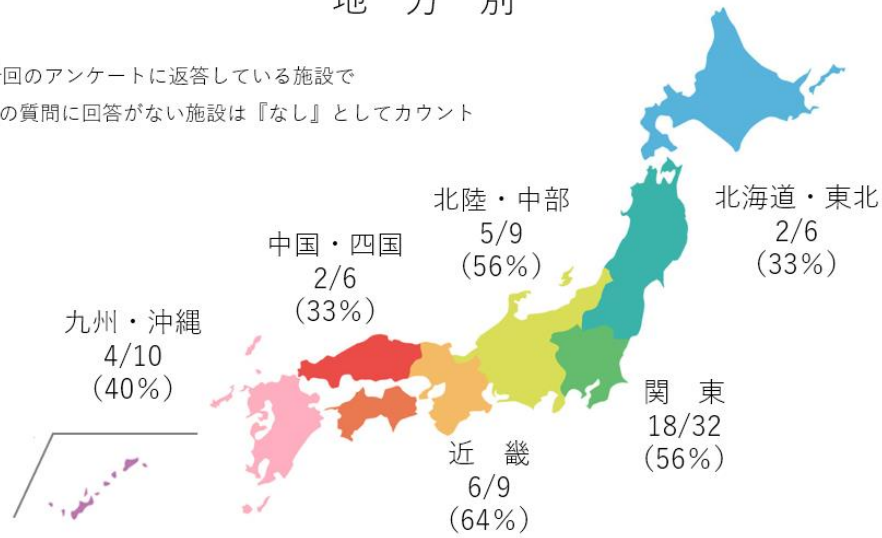 地方別
回のアンケートに返答している施設で
の質問に回答がない施設は『なし』としてカウント
北海道・東北
2/6
(33%)
北陸・中部
5/9
(56%)
中国・四国
2/6
(33%)
九州・沖縄
4/10
(40%)
関 東
18/32
(56%)
近 畿
6/9
(64%)